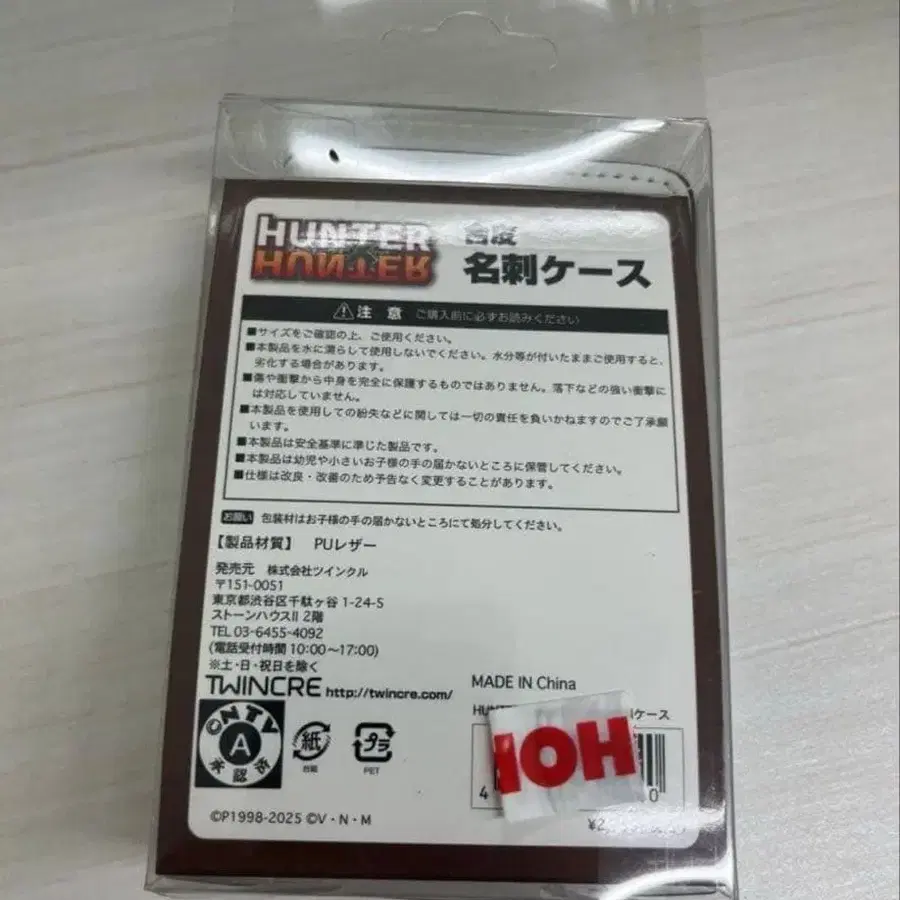 HUNTER
HUNTER
合皮
名刺ケース
注 意 ご購入前に必ずお読みください
■サイズをご確認の上、ご使用ください。
■本製品を水に濡らして使用しないでください。水分等が付いたままご使用すると、
劣化する場合があります。
■傷や衝撃から中身を完全に保護するものではありません。落下などの強い衝撃に
は対応していません。
■本製品を使用しての紛失などに関しては一切の責任を負いかねますのでご了承願
います。
■本製品は安全基準に準じた製品です。
■本製品は幼児や小さいお子様の手の届かないところに保管してください。
■仕様は改良・改善のため予告なく変更することがあります。
お願い 包装材はお子様の手の届かないところにて処分してください。
【製品材質】 PUレザー
発売元 株式会社ツインクル
〒151-0051
東京都渋谷区千駄ヶ谷 1-24-5
ストーンハウスII 2階
TEL 03-6455-4092
(電話受付時間 10:00～17:00)
※土・日・祝日を除く
TWINCRE http://twincre.com/
MADE IN China
ケース
NTV
A
承認済
紙
プラ
PET
HOH
4
0
©P1998-2025 ©V・N・M